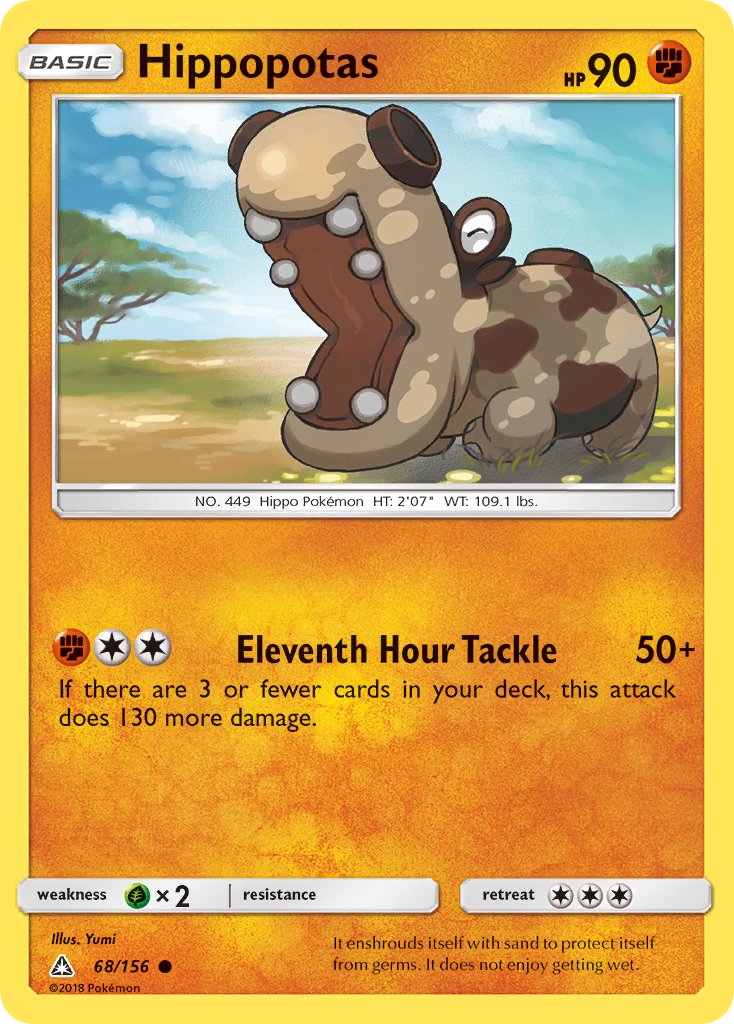 BASIC Hippopotas HP 90
NO. 449 Hippo Pokémon HT: 2'07" WT: 109.1 lbs.
Eleventh Hour Tackle 50+
If there are 3 or fewer cards in your deck, this attack
does 130 more damage.
weakness × 2 resistance retreat
Illus. Yumi
68/156
©2018 Pokémon
It enshrouds itself with sand to protect itself
from germs. It does not enjoy getting wet.